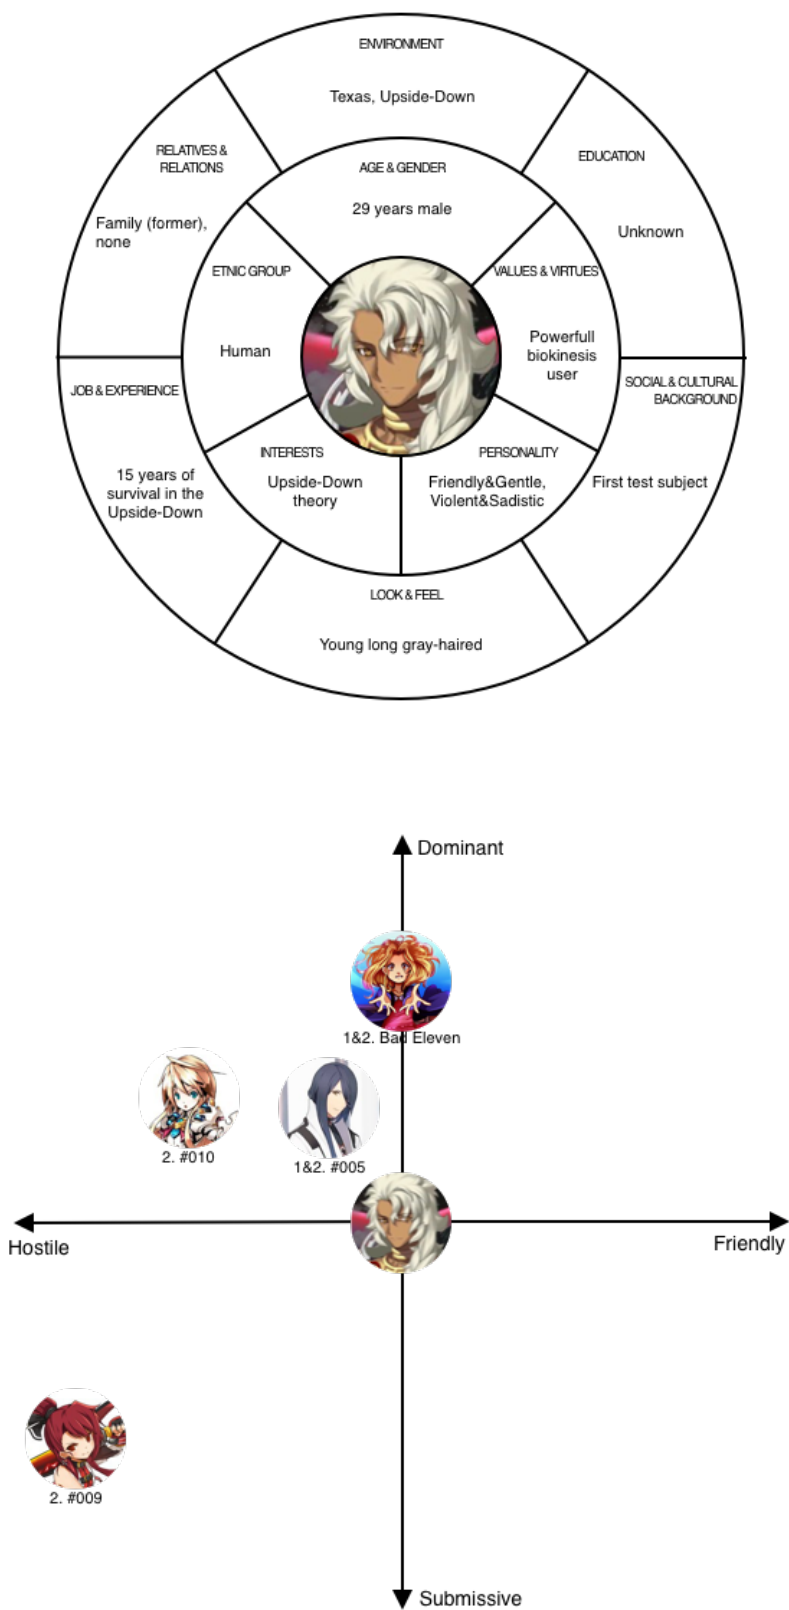 ENVIRONMENT
Texas, Upside-Down
RELATIVES &
RELATIONS
Family (former),
none
AGE & GENDER
29 years male
EDUCATION
Unknown
ETNIC GROUP
Human
VALUES & VIRTUES
Powerfull
biokinesis
user
JOB & EXPERIENCE
15 years of
survival in the
Upside-Down
SOCIAL & CULTURAL
BACKGROUND
First test subject
INTERESTS
Upside-Down
theory
PERSONALITY
Friendly&Gentle,
Violent&Sadistic
LOOK & FEEL
Young long gray-haired
Dominant
1&2. Bad Eleven
2. #010
1&2. #005
Hostile
Friendly
2. #009
Submissive